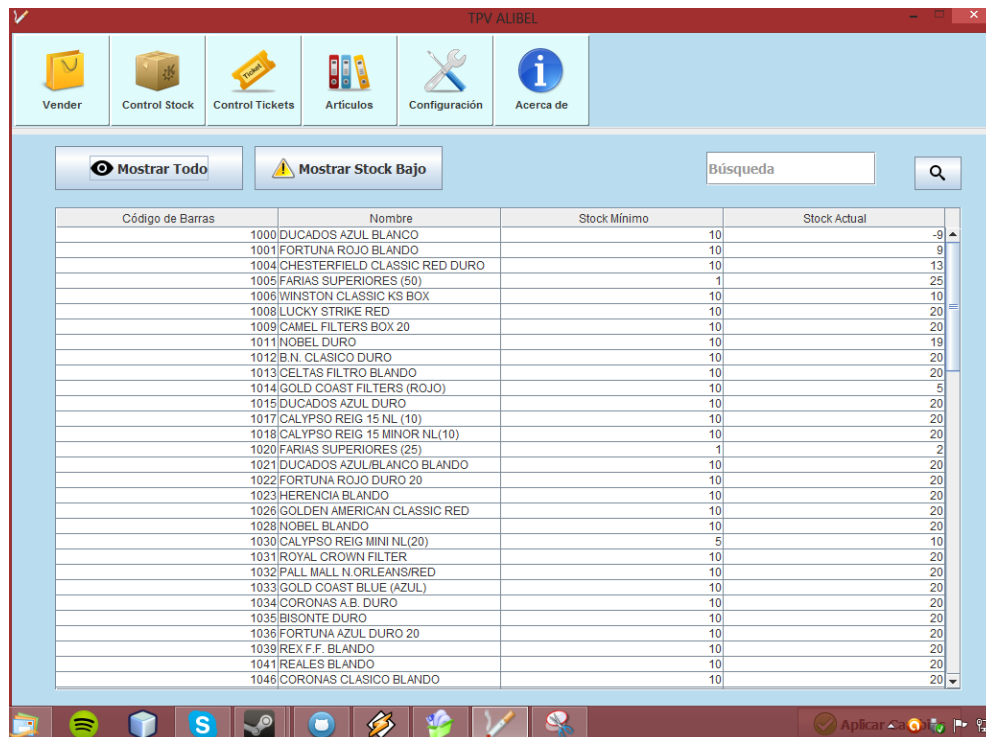 TPV ALIBEL
Vender Control Stock Control Tickets Artículos Configuración Acerca de
Mostrar Todo Mostrar Stock Bajo Búsqueda
Código de Barras Nombre Stock Mínimo Stock Actual
1000 DUCADOS AZUL BLANCO 10 -9
1001 FORTUNA ROJO BLANDO 10 9
1004 CHESTERFIELD CLASSIC RED DURO 10 13
1005 FARIAS SUPERIORES (50) 1 25
1006 WINSTON CLASSIC KS BOX 10 10
1008 LUCKY STRIKE RED 10 20
1009 CAMEL FILTERS BOX 20 10 20
1011 NOBEL DURO 10 19
1012 B.N. CLASICO DURO 10 20
1013 CELTAS FILTRO BLANDO 10 20
1014 GOLD COAST FILTERS (ROJO) 10 5
1015 DUCADOS AZUL DURO 10 20
1017 CALYPSO REIG 15 NL (10) 10 20
1018 CALYPSO REIG 15 MINOR NL(10) 10 20
1020 FARIAS SUPERIORES (25) 1 2
1021 DUCADOS AZUL/BLANCO BLANDO 10 20
1022 FORTUNA ROJO DURO 20 10 20
1023 HERENCIA BLANDO 10 20
1026 GOLDEN AMERICAN CLASSIC RED 10 20
1028 NOBEL BLANDO 10 20
1030 CALYPSO REIG MINI NL(20) 5 10
1031 ROYAL CROWN FILTER 10 20
1032 PALL MALL N.ORLEANS/RED 10 20
1033 GOLD COAST BLUE (AZUL) 10 20
1034 CORONAS A.B. DURO 10 20
1035 BISONTE DURO 10 20
1036 FORTUNA AZUL DURO 20 10 20
1039 REX F.F. BLANDO 10 20
1041 REALES BLANDO 10 20
1046 CORONAS CLASICO BLANDO 10 20
Aplicar